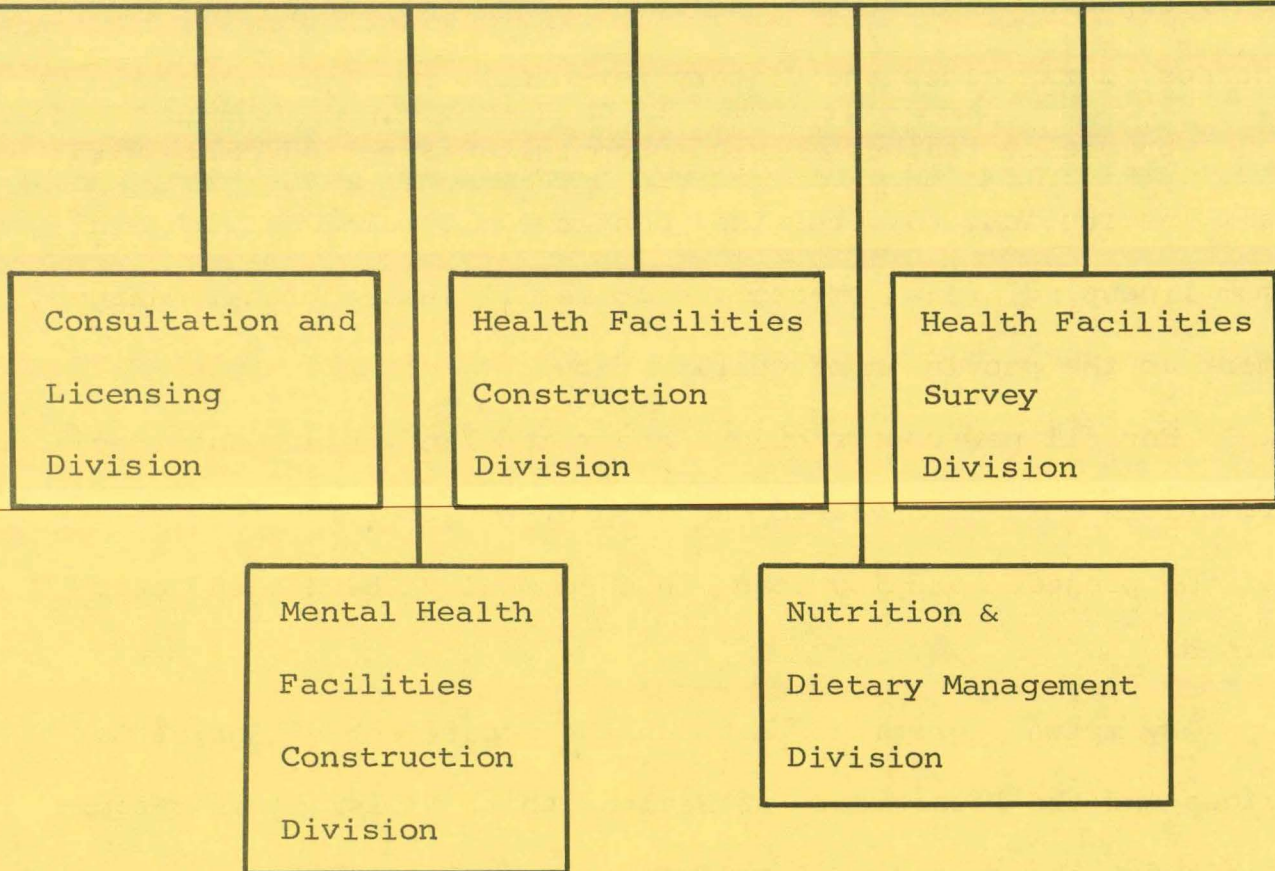 Consultation and
Licensing
Division
Health Facilities
Construction
Division
Health Facilities
Survey
Division
Mental Health
Facilities
Construction
Division
Nutrition &
Dietary Management
Division